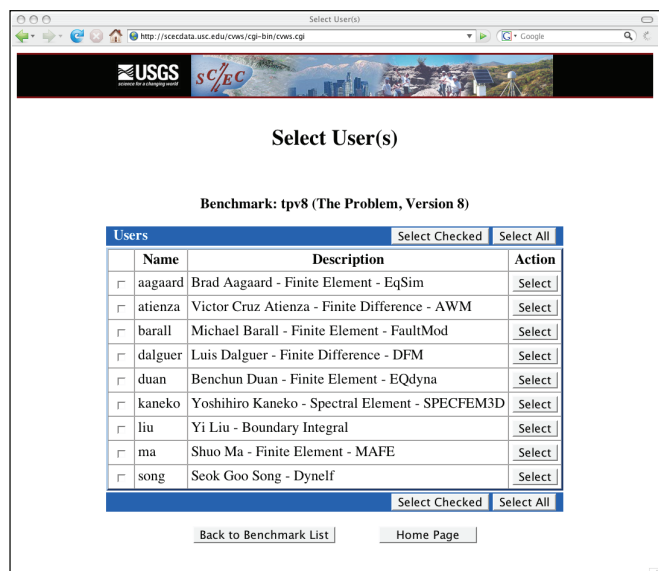 Select User(s)
http://scecdata.usc.edu/cvws/cgi-bin/cvws.cgi
Google
USGS
science for a changing world
SC/EC
Select User(s)
Benchmark: tpv8 (The Problem, Version 8)
Users Select Checked Select All
Name Description Action
aagaard Brad Aagaard - Finite Element - EqSim Select
atienza Victor Cruz Atienza - Finite Difference - AWM Select
barall Michael Barall - Finite Element - FaultMod Select
dalguer Luis Dalguer - Finite Difference - DFM Select
duan Benchun Duan - Finite Element - EQdyna Select
kaneko Yoshihiro Kaneko - Spectral Element - SPECFEM3D Select
liu Yi Liu - Boundary Integral Select
ma Shuo Ma - Finite Element - MAFE Select
song Seok Goo Song - Dynelf Select
Select Checked Select All
Back to Benchmark List Home Page